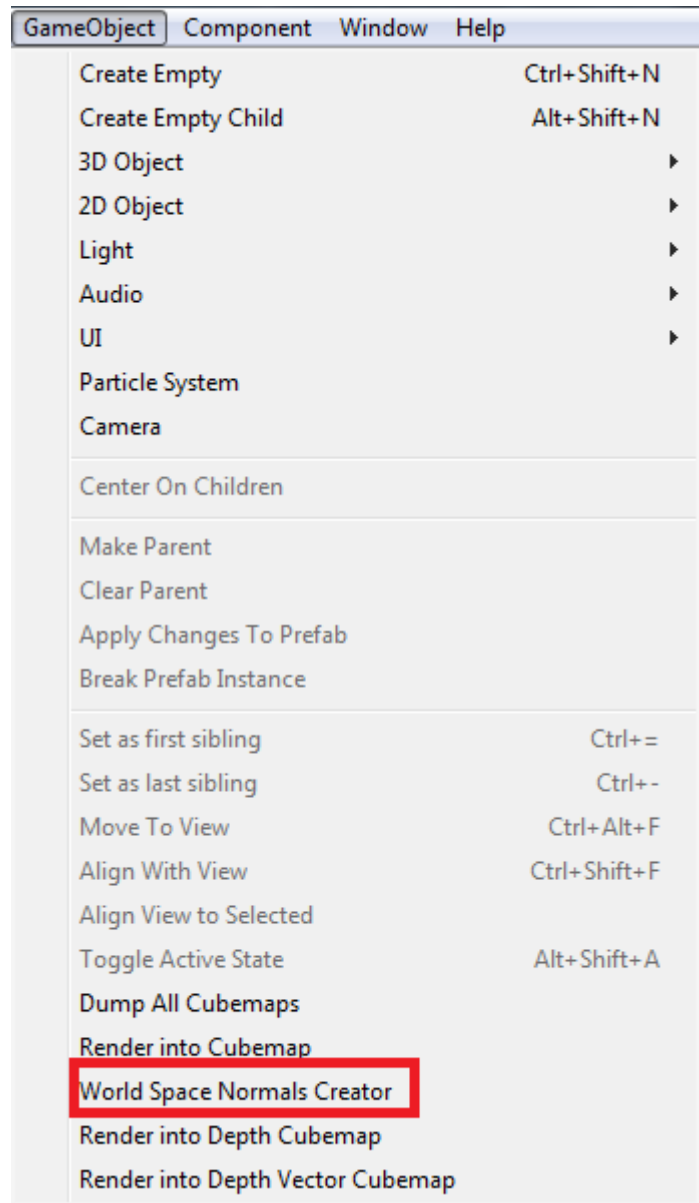 GameObject Component Window Help
Create Empty Ctrl+Shift+N
Create Empty Child Alt+Shift+N
3D Object
2D Object
Light
Audio
UI
Particle System
Camera
Center On Children
Make Parent
Clear Parent
Apply Changes To Prefab
Break Prefab Instance
Set as first sibling Ctrl+=
Set as last sibling Ctrl+-
Move To View Ctrl+Alt+F
Align With View Ctrl+Shift+F
Align View to Selected
Toggle Active State Alt+Shift+A
Dump All Cubemaps
Render into Cubemap
World Space Normals Creator
Render into Depth Cubemap
Render into Depth Vector Cubemap